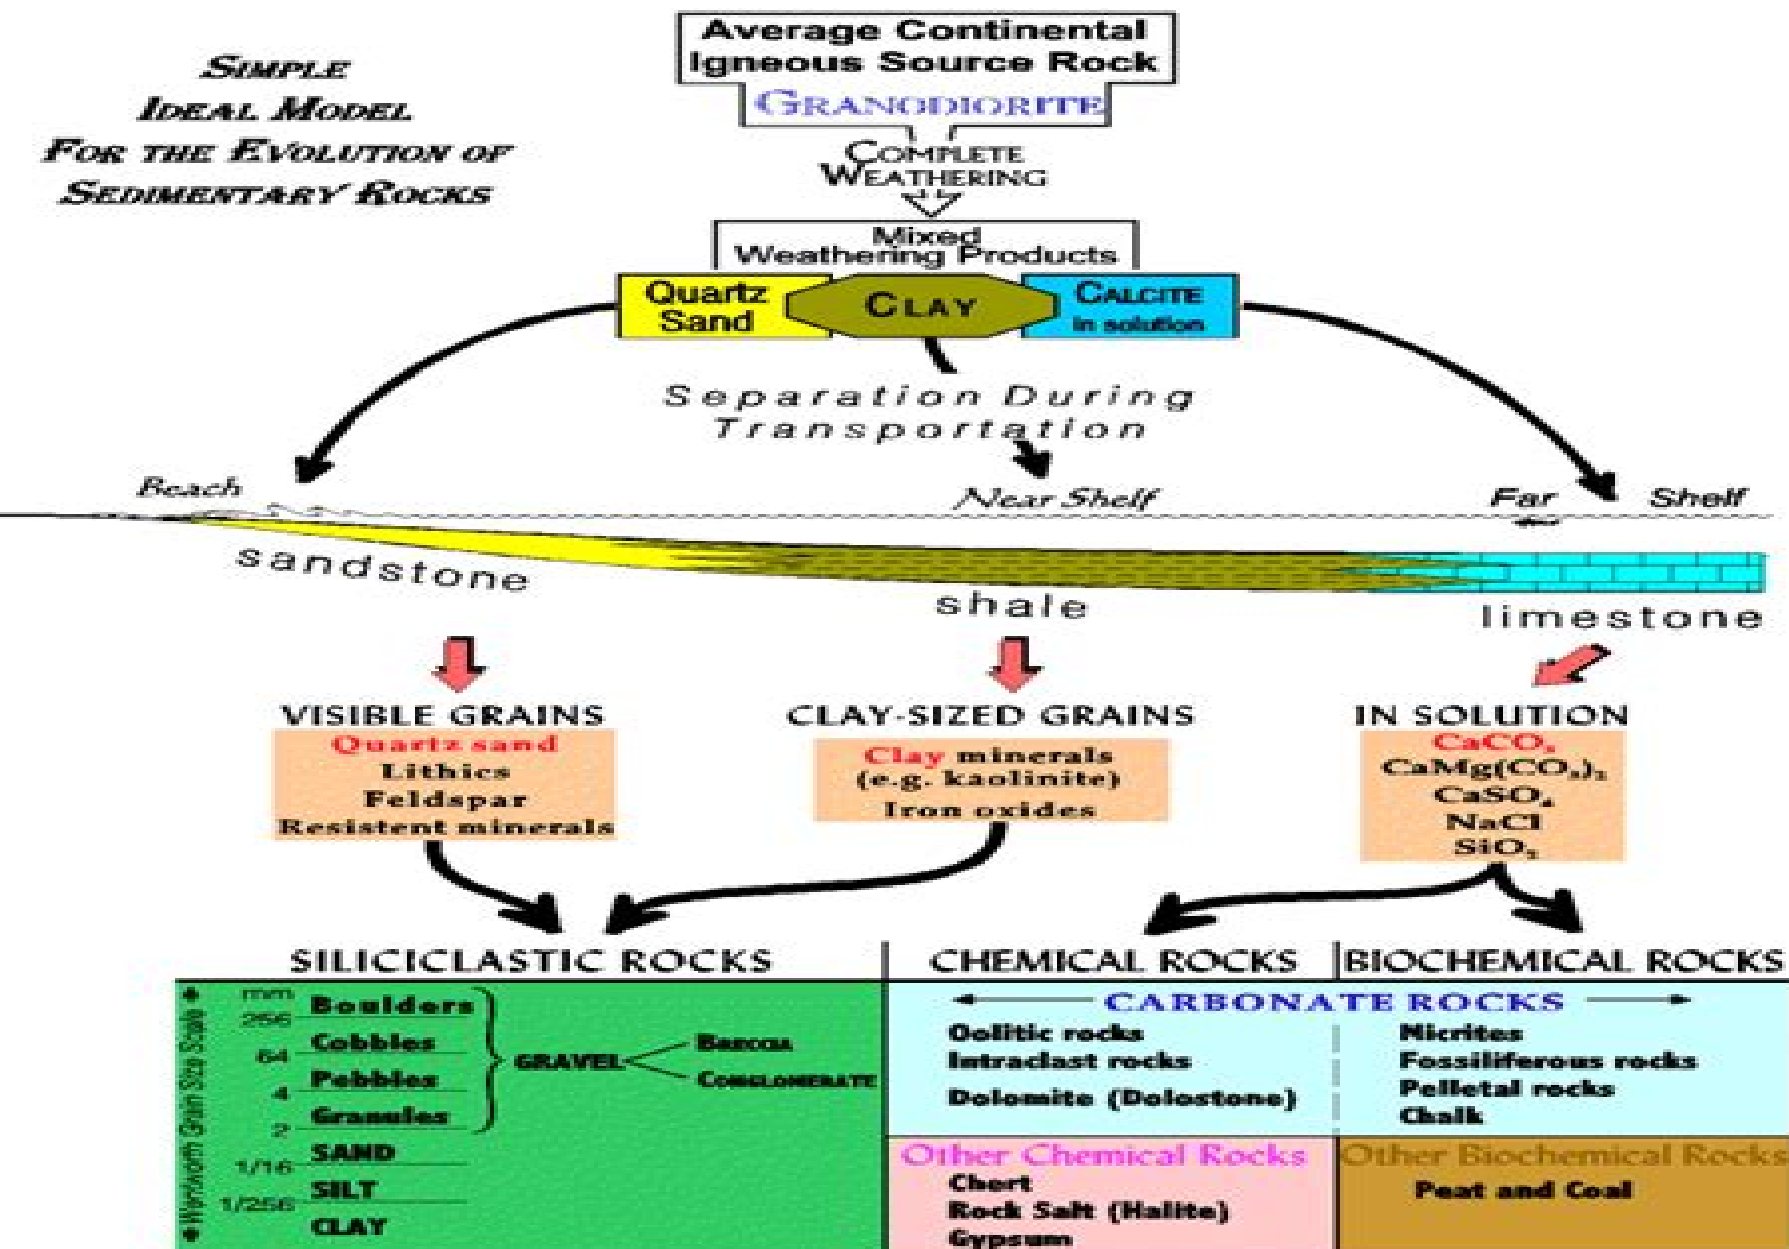 SIMPLE
IDEAL MODEL
FOR THE EVOLUTION OF
SEDIMENTARY ROCKS
Average Continental
Igneous Source Rock
GRANODIORITE
COMPLETE
WEATHERING
Mixed
Weathering Products
Quartz
Sand
CLAY
CALCITE
in solution
Separation During
Transportation
Beach
Near Shelf
Far Shelf
sandstone
shale
limestone
VISIBLE GRAINS
Quartz sand
Lithics
Feldspar
Resistent minerals
CLAY-SIZED GRAINS
Clay minerals
(e.g. kaolinite)
Iron oxides
IN SOLUTION
CaCO₃
CaMg(CO₃)₂
CaSO₄
NaCl
SiO₂
SILICICLASTIC ROCKS
Wentworth Grain Size Scale
mm
Boulders
256
Cobbles
64
Pebbles
4
Granules
2
SAND
1/16
SILT
1/256
CLAY
GRAVEL
BRECCIA
CONGLOMERATE
CHEMICAL ROCKS
BIOCHEMICAL ROCKS
CARBONATE ROCKS
Oolitic rocks
Intraclast rocks
Dolomite (Dolostone)
Micrites
Fossiliferous rocks
Pelletal rocks
Chalk
Other Chemical Rocks
Chert
Rock Salt (Halite)
Gypsum
Other Biochemical Rocks
Peat and Coal